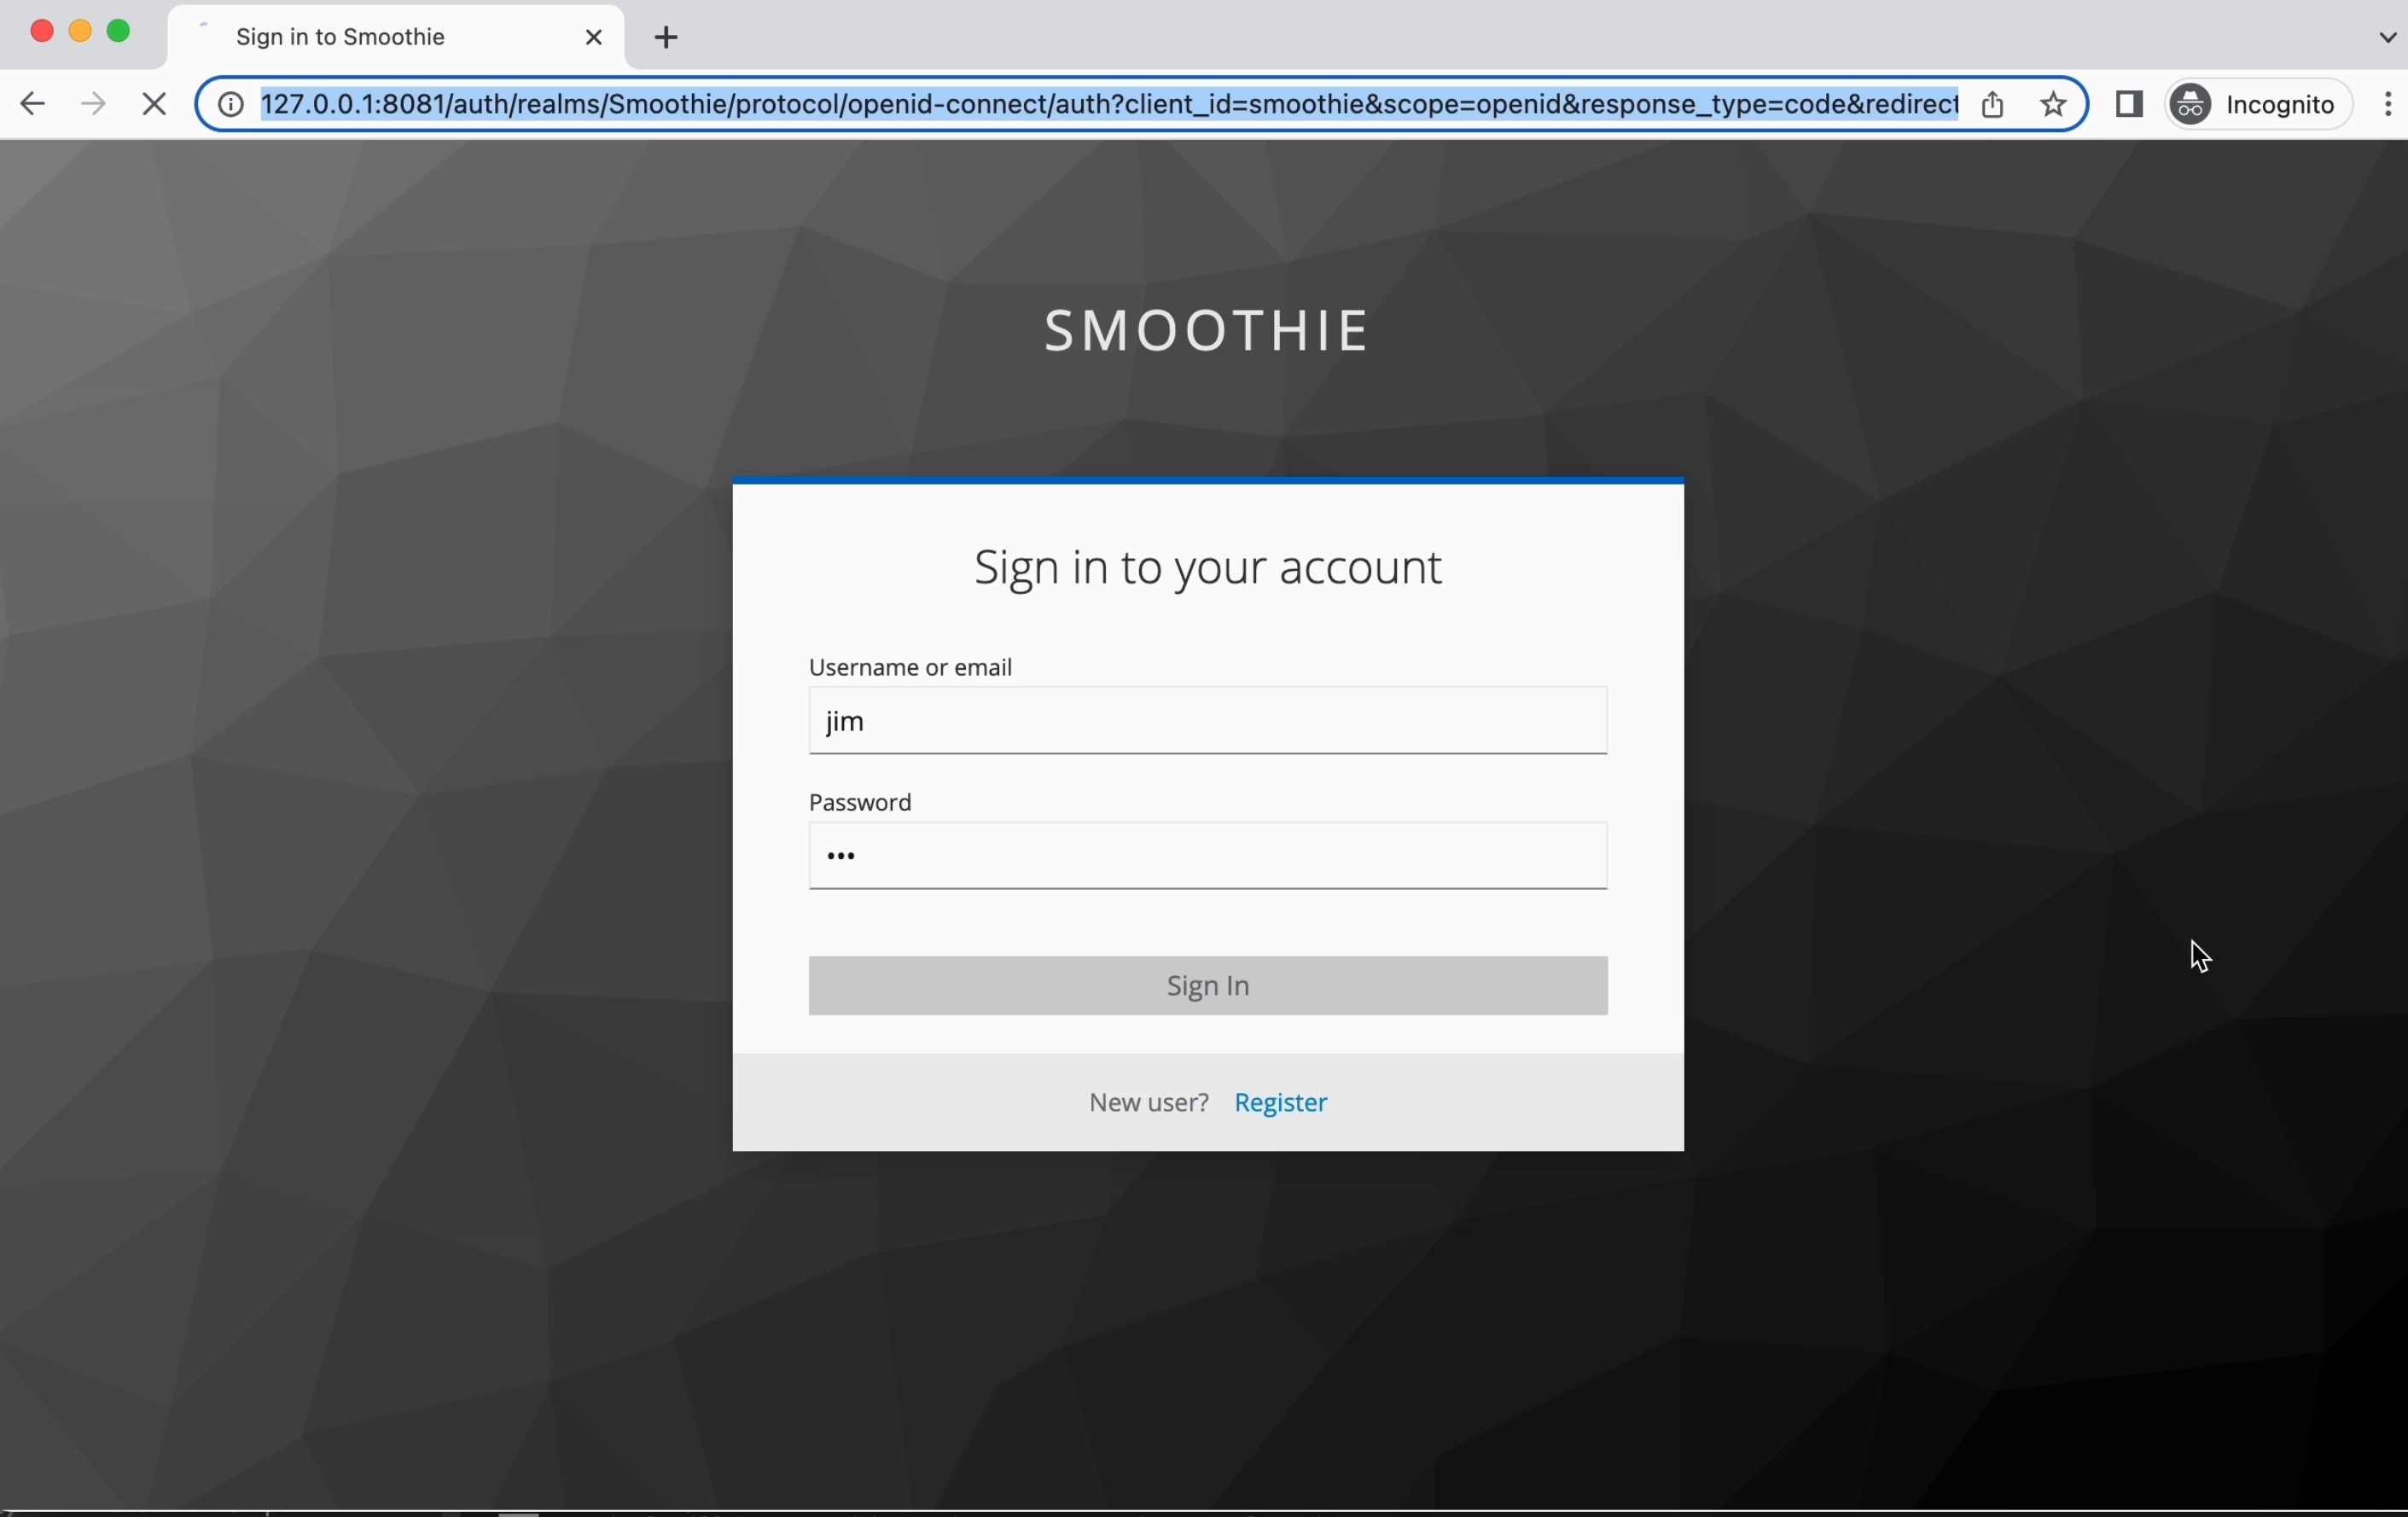 Sign in to Smoothie
127.0.0.1:8081/auth/realms/Smoothie/protocol/openid-connect/auth?client_id=smoothie&scope=openid&response_type=code&redirect
Incognito
SMOOTHIE
Sign in to your account
Username or email
jim
Password
•••
Sign In
New user? Register